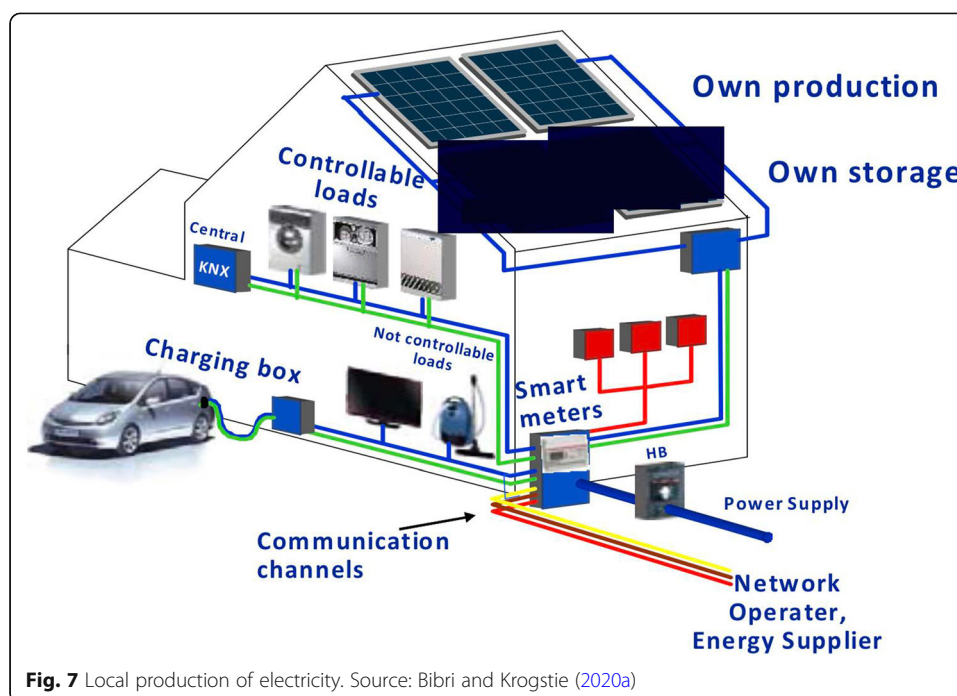 Own production
Own storage
Controllable
loads
Central
KNX
Not controllable
loads
Charging box
Smart
meters
HB
Power Supply
Communication
channels
Network
Operater,
Energy Supplier
Fig. 7 Local production of electricity. Source: Bibri and Krogstie (2020a)